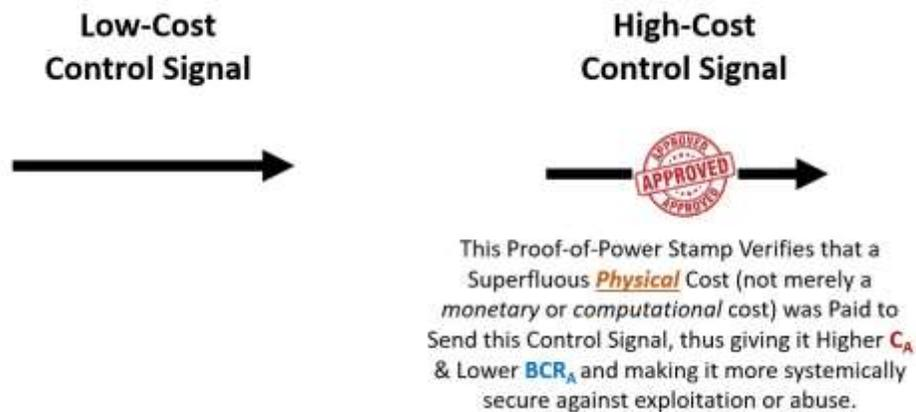 Low-Cost
Control Signal
High-Cost
Control Signal
APPROVED
APPROVED
APPROVED
This Proof-of-Power Stamp Verifies that a
Superfluous Physical Cost (not merely a
monetary or computational cost) was Paid to
Send this Control Signal, thus giving it Higher CA
& Lower BCRA and making it more systemically
secure against exploitation or abuse.